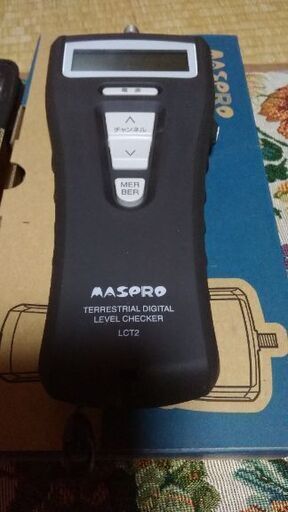 電源
チャンネル
MER
BER
MASPRO
TERRESTRIAL DIGITAL
LEVEL CHECKER
LCT2
MASPRO